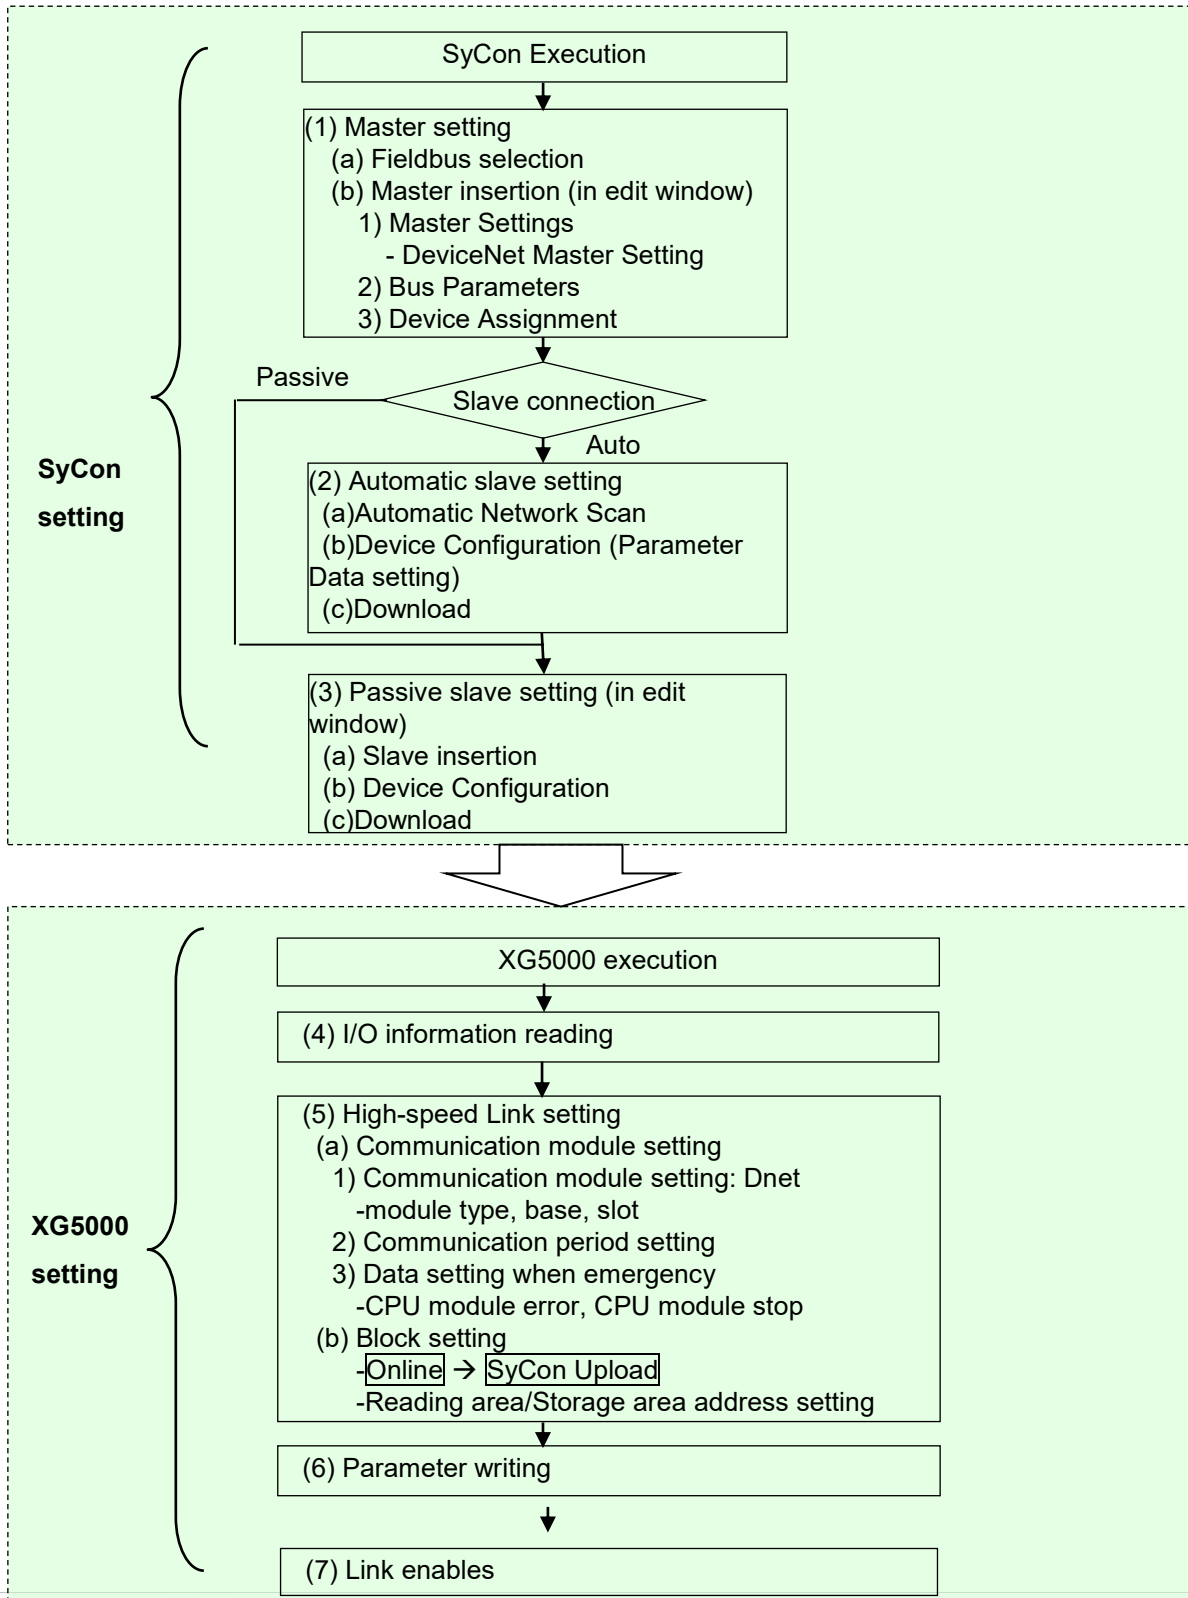 SyCon Execution
(1) Master setting
(a) Fieldbus selection
(b) Master insertion (in edit window)
1) Master Settings
- DeviceNet Master Setting
2) Bus Parameters
3) Device Assignment
Passive
Slave connection
Auto
SyCon
setting
(2) Automatic slave setting
(a)Automatic Network Scan
(b)Device Configuration (Parameter
Data setting)
(c)Download
(3) Passive slave setting (in edit
window)
(a) Slave insertion
(b) Device Configuration
(c)Download
XG5000 execution
(4) I/O information reading
(5) High-speed Link setting
(a) Communication module setting
1) Communication module setting: Dnet
-module type, base, slot
2) Communication period setting
3) Data setting when emergency
-CPU module error, CPU module stop
(b) Block setting
-Online → SyCon Upload
-Reading area/Storage area address setting
XG5000
setting
(6) Parameter writing
(7) Link enables